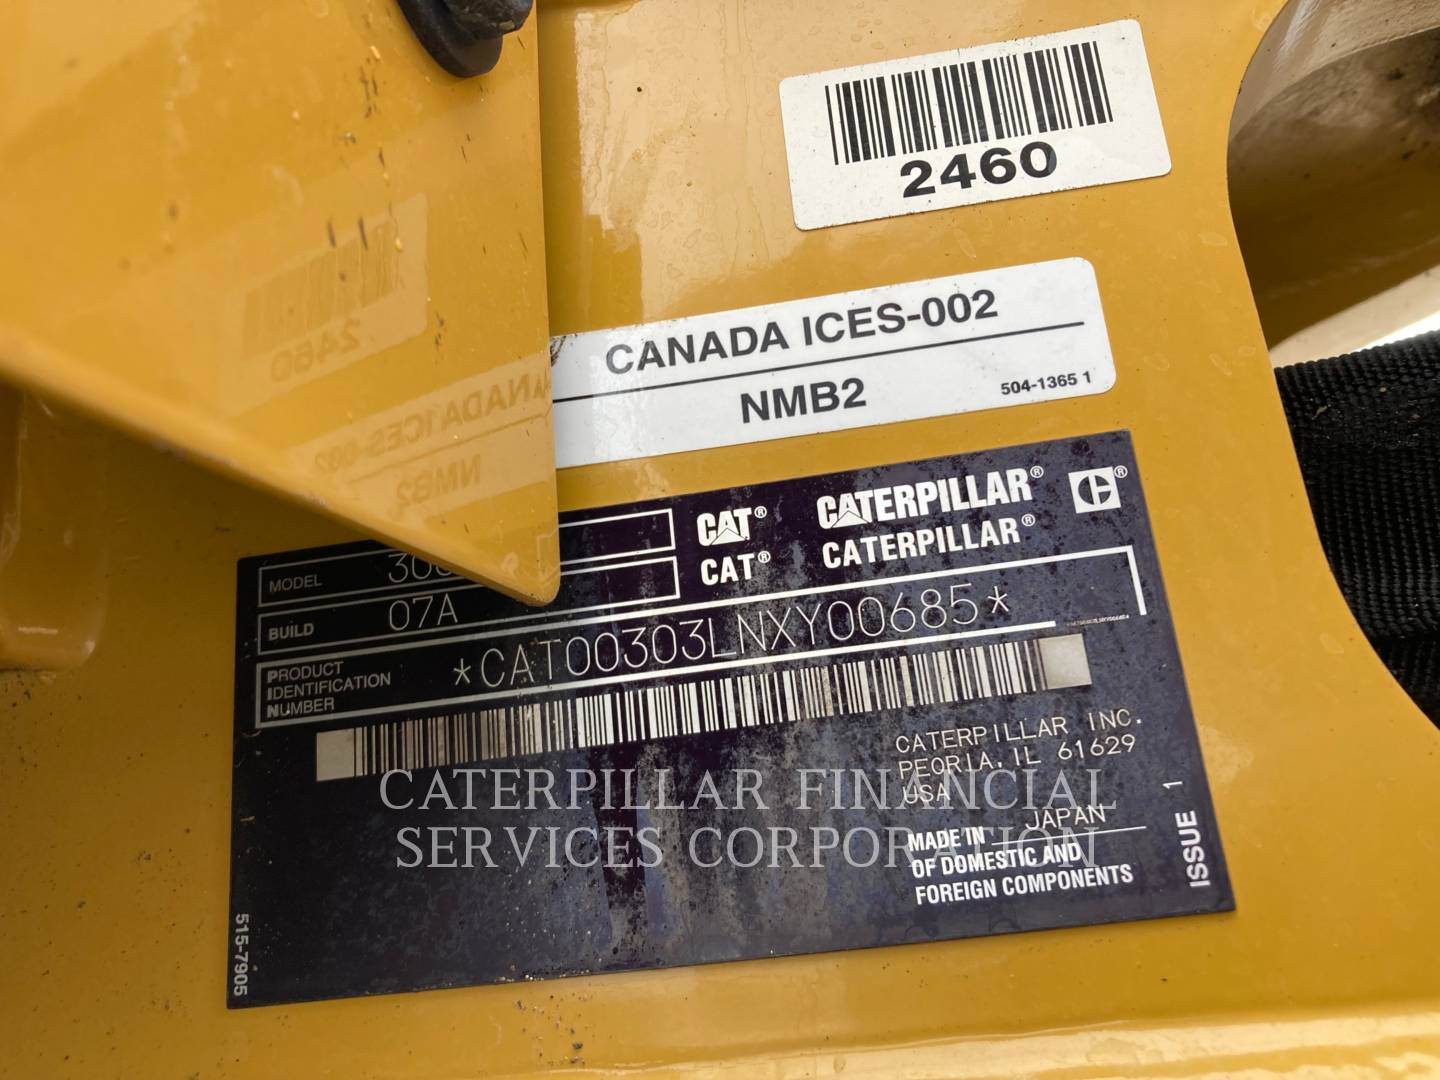 2460
CANADA ICES-002
NMB2
504-1365 1
CAT® CATERPILLAR®
CAT® CATERPILLAR®
MODEL
BUILD 07A
PRODUCT IDENTIFICATION NUMBER
*CAT00303LNXY00685*
CATERPILLAR INC.
PEORIA, IL 61629
USA
MADE IN JAPAN
OF DOMESTIC AND
FOREIGN COMPONENTS
ISSUE 1
515-7905
CATERPILLAR FINANCIAL
SERVICES CORPORATION